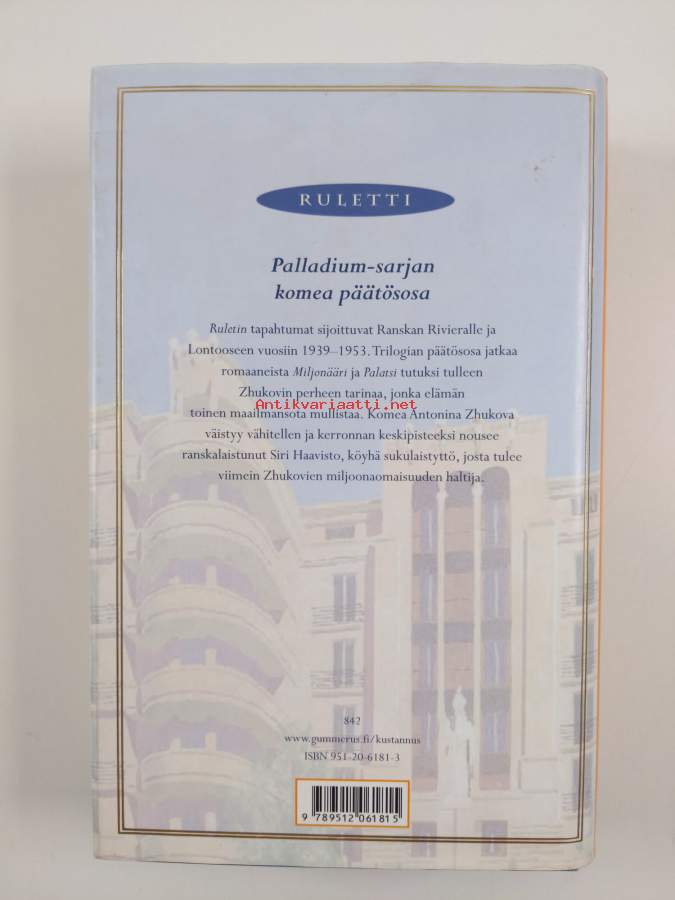 RULETTI
Palladium-sarjan
komea päätösosa
Ruletin tapahtumat sijoittuvat Ranskan Rivieralle ja
Lontooseen vuosiin 1939–1953. Trilogian päätösosa jatkaa
romaaneista Miljonääri ja Palatsi tutuksi tulleen
Zhukovin perheen tarinaa, jonka elämän
Antikvariaatti.net
toinen maailmansota mullistaa. Komea Antonina Zhukova
väistyy vähitellen ja kerronnan keskipisteeksi nousee
ranskalaistunut Siri Haavisto, köyhä sukulaistyttö, josta tulee
viimein Zhukovien miljoonaomaisuuden haltija.
842
www.gummerus.fi/kustannus
ISBN 951-20-6181-3
9 789512 061815